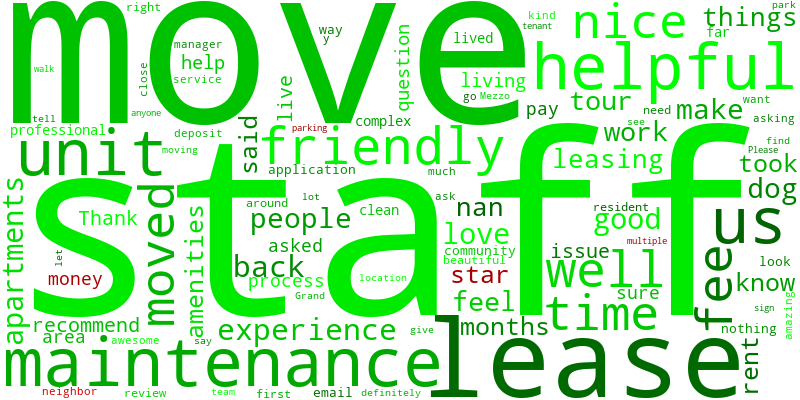 move
right
way
y
manager
help
service
close
walk
tell
anyone
professional
deposit
lived
question
go
Mezzo
living
live
kind
tenant
nice
helpful
things
far
park
pay
tour
make
need
want
asking
complex
parking
said
unit
moving
friendly
application
much
work
see
leasing
find
Please
took
dog
staff
apartments
Thank
moved
amenities
around
lot
people
clean
ask
nan
resident
good
us
love
community
beautiful
issue
multiple
asked
back
process
location
star
well
fee
look
know
let
money
Grand
feel
sure
time
sign
amazing
recommend
area
awesome
say
experience
give
months
nothing
maintenance
lease
rent
neighbor
review
team
first
email
definitely